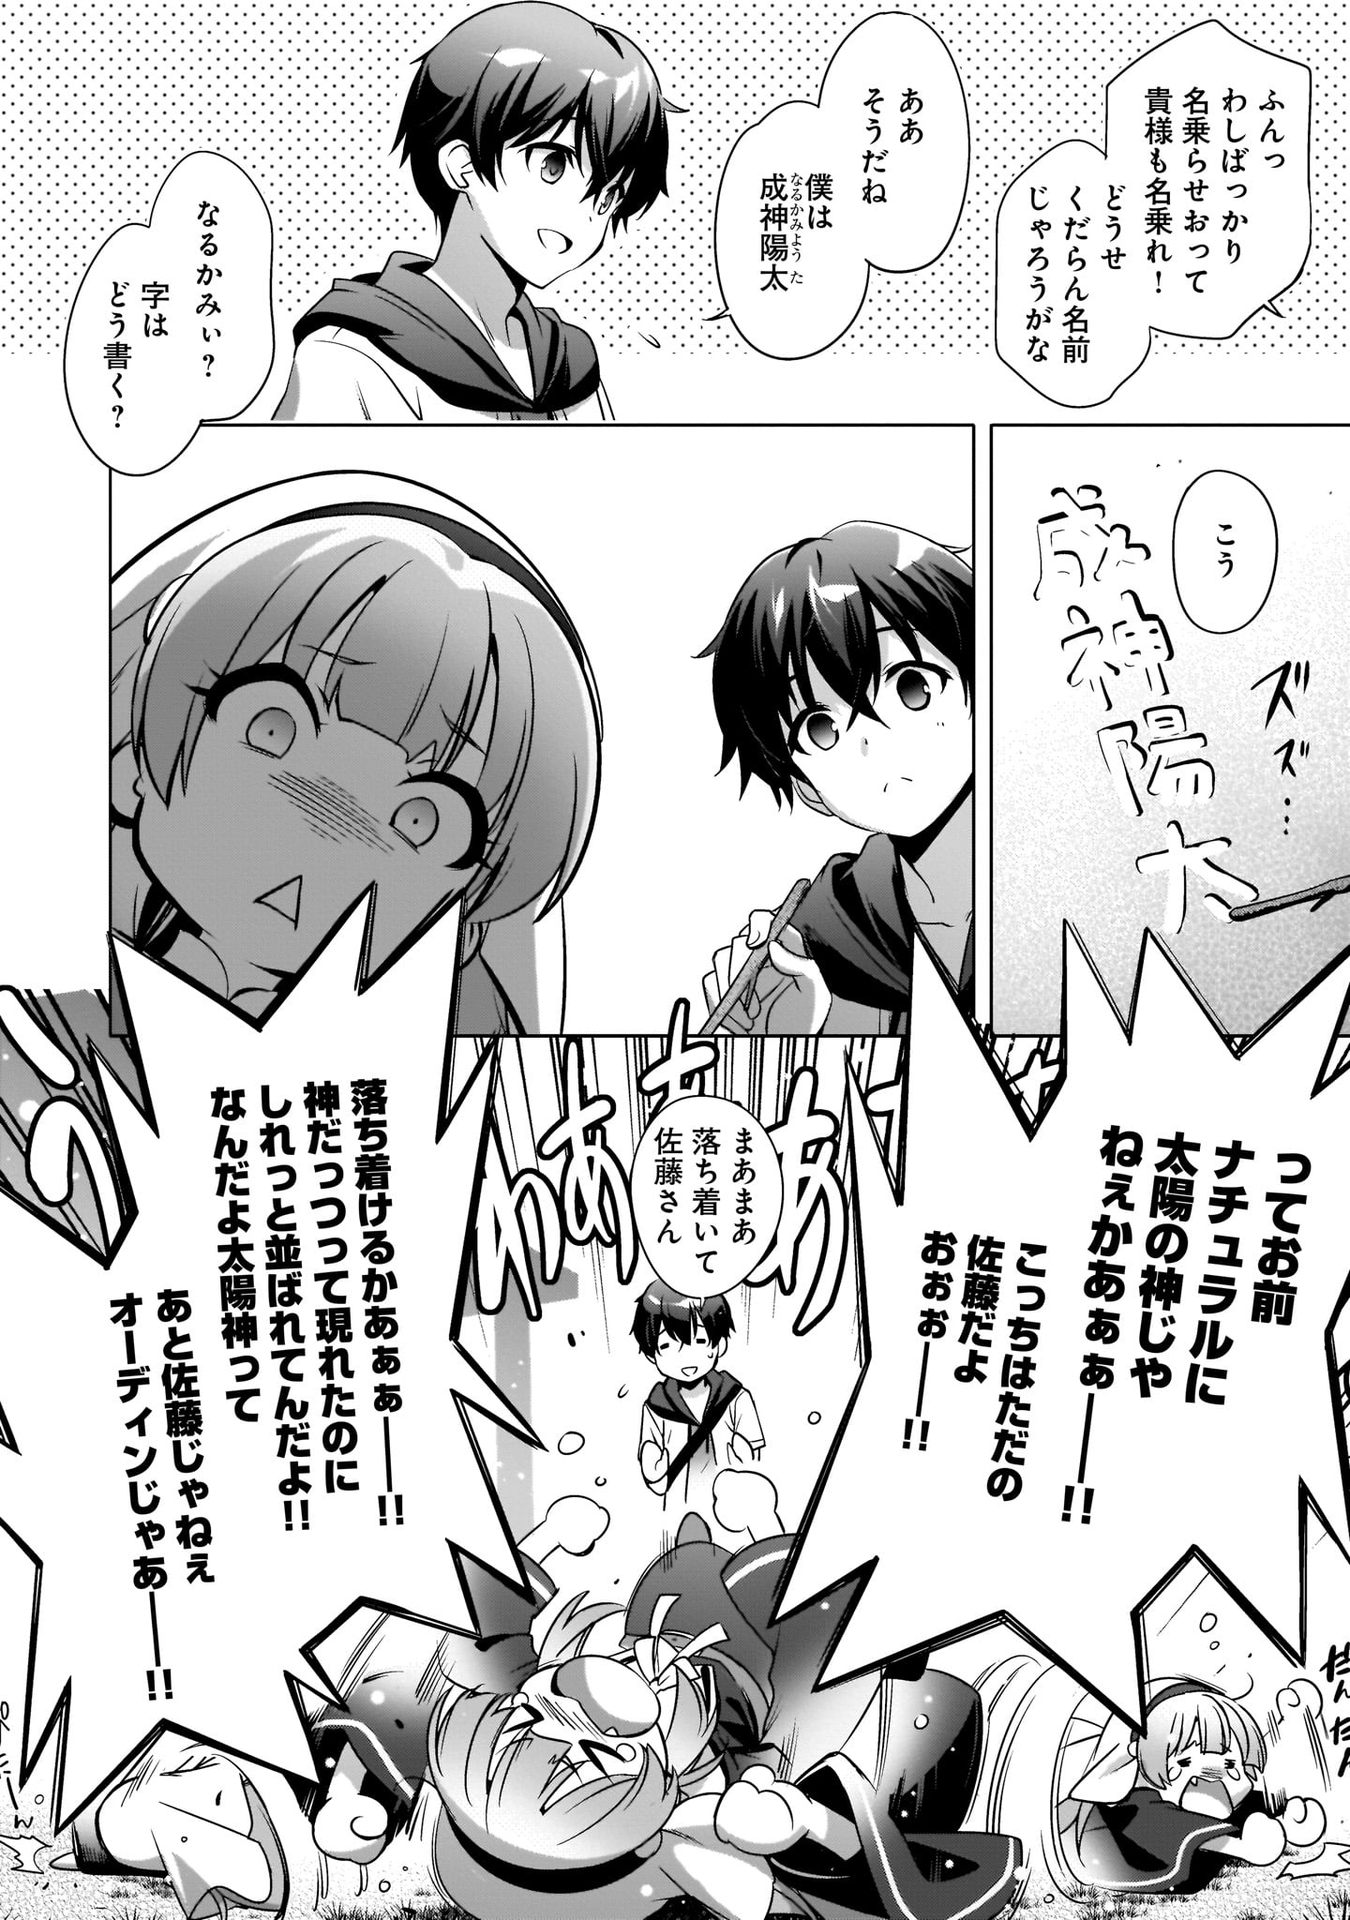 ふんっ
わしばっかり
名乗らせおって
貴様も名乗れ!
どうせ
くだらん名前
じゃろうがな
ああ
そうだね
僕は
成神陽太
なるかみようた
なるかみぃ?
字は
どう書く?
こう
成神陽太
ズズ…
ってお前
ナチュラルに
太陽の神じゃ
ねぇかあぁぁ――!!
こっちはただの
佐藤だよ
おぉぉ――!!
まあまあ
落ち着いて
佐藤さん
落ち着けるかあぁぁ――!!
神だっつって現れたのに
しれっと並ばれてんだよ!!
なんだよ太陽神って
あと佐藤じゃねぇ
オーディンじゃあ――!!
だんだん